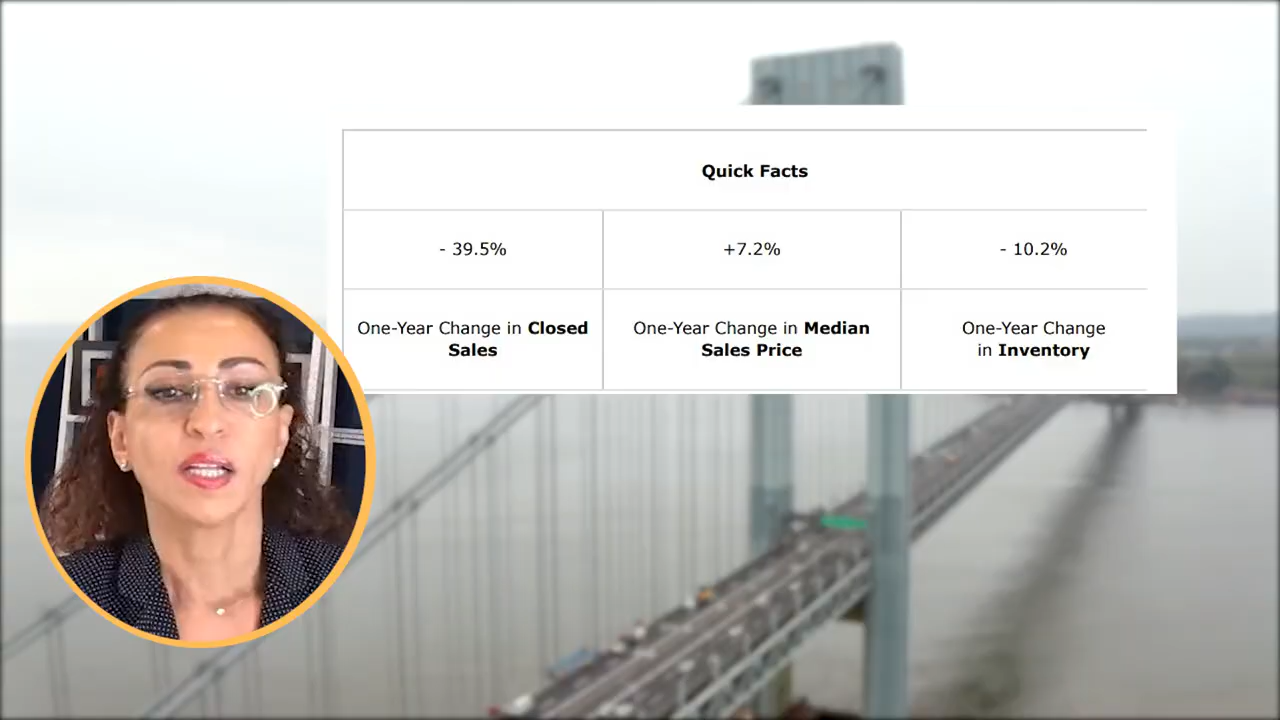 Quick Facts
- 39.5%
+7.2%
- 10.2%
One-Year Change in Closed
Sales
One-Year Change in Median
Sales Price
One-Year Change
in Inventory